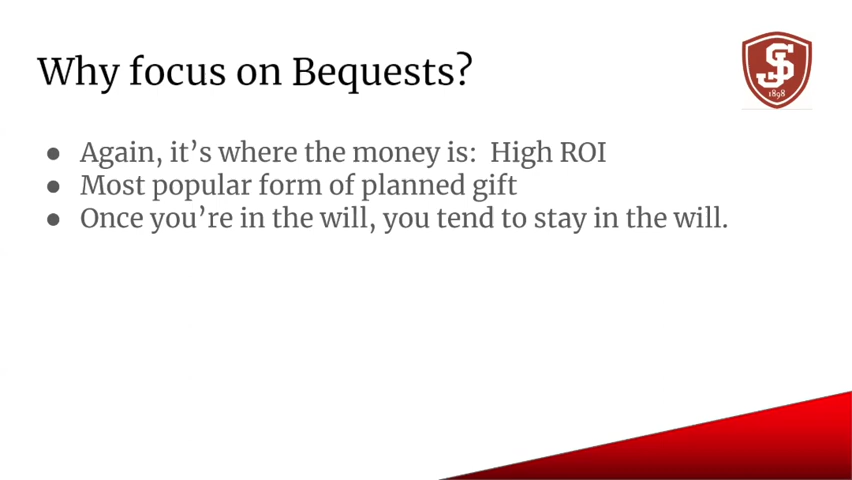 Why focus on Bequests?
SJ
1898
● Again, it's where the money is:  High ROI
● Most popular form of planned gift
● Once you're in the will, you tend to stay in the will.